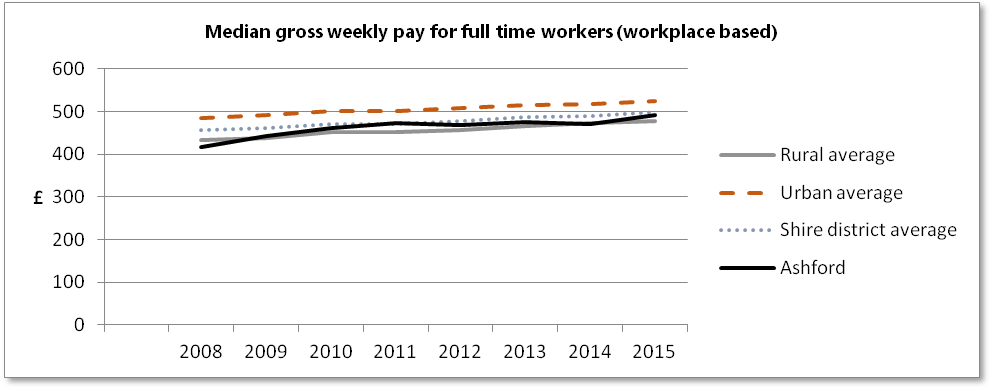 Median gross weekly pay for full time workers (workplace based)
600
500
400
£ 300
200
100
0
2008 2009 2010 2011 2012 2013 2014 2015
Rural average
Urban average
Shire district average
Ashford